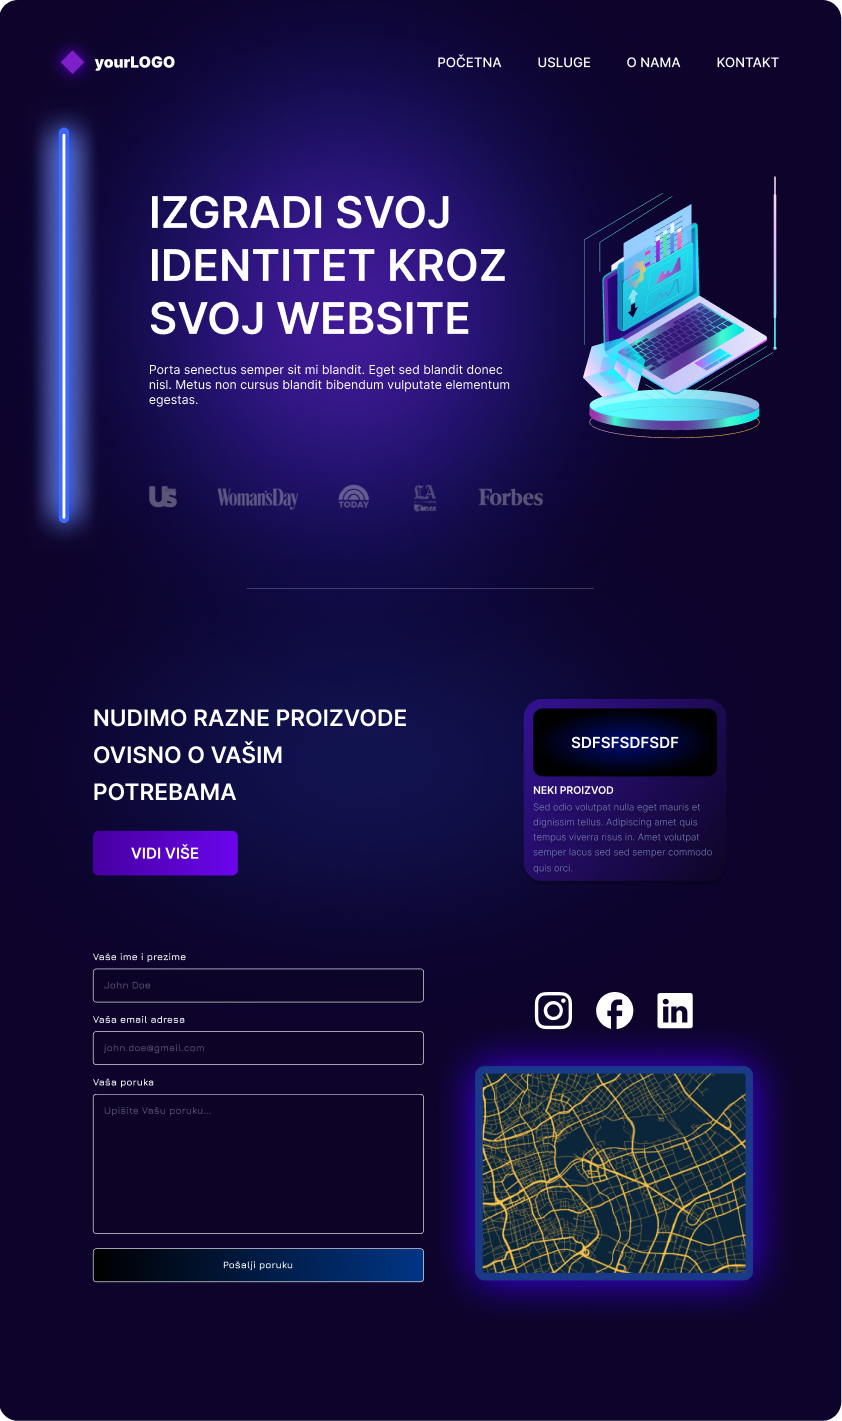 yourLOGO
POČETNA USLUGE O NAMA KONTAKT
IZGRADI SVOJ
IDENTITET KROZ
SVOJ WEBSITE
Porta senectus semper sit mi blandit. Eget sed blandit donec
nisl. Metus non cursus blandit bibendum vulputate elementum
egestas.
Us Woman'sDay TODAY LA Times Forbes
NUDIMO RAZNE PROIZVODE
OVISNO O VAŠIM
POTREBAMA
VIDI VIŠE
SDFSFSDFSDF
NEKI PROIZVOD
Sed odio volutpat nulla eget mauris et
dignissim tellus. Adipiscing amet quis
tempus viverra risus in. Amet volutpat
semper lacus sed sed semper commodo
quis orci.
Vaše ime i prezime
John Doe
Vaša email adresa
john.doe@gmail.com
Vaša poruka
Upišite Vašu poruku...
Pošalji poruku
in